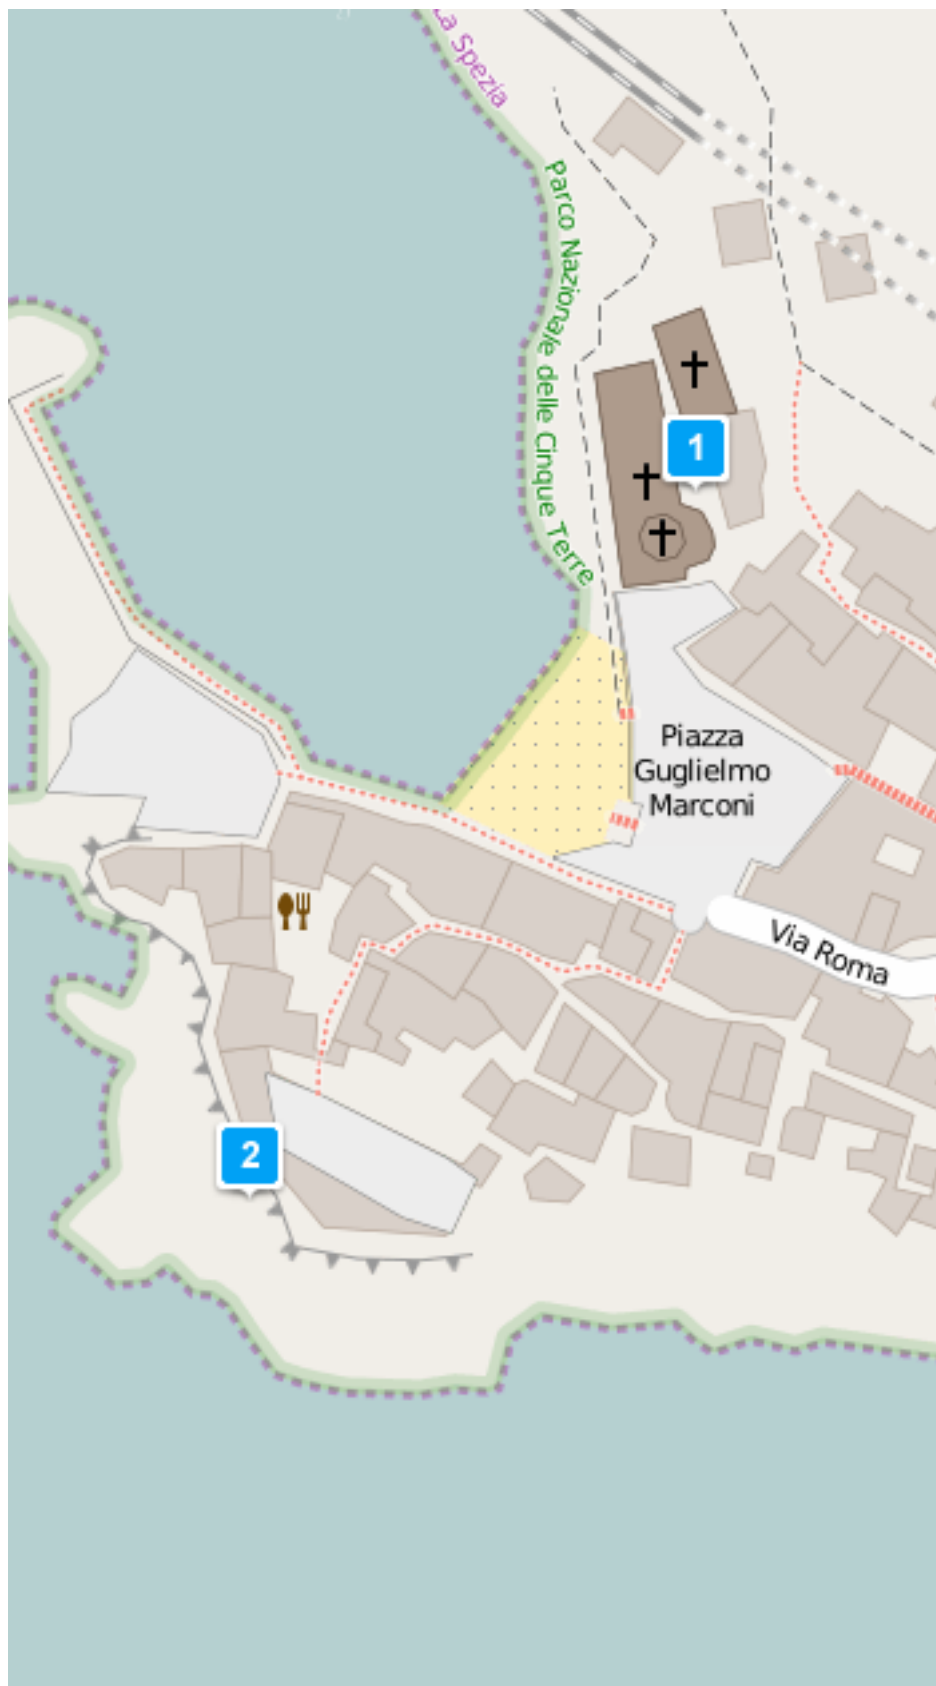 La Spezia
Parco Nazionale delle Cinque Terre
1
Piazza
Guglielmo
Marconi
Via Roma
2